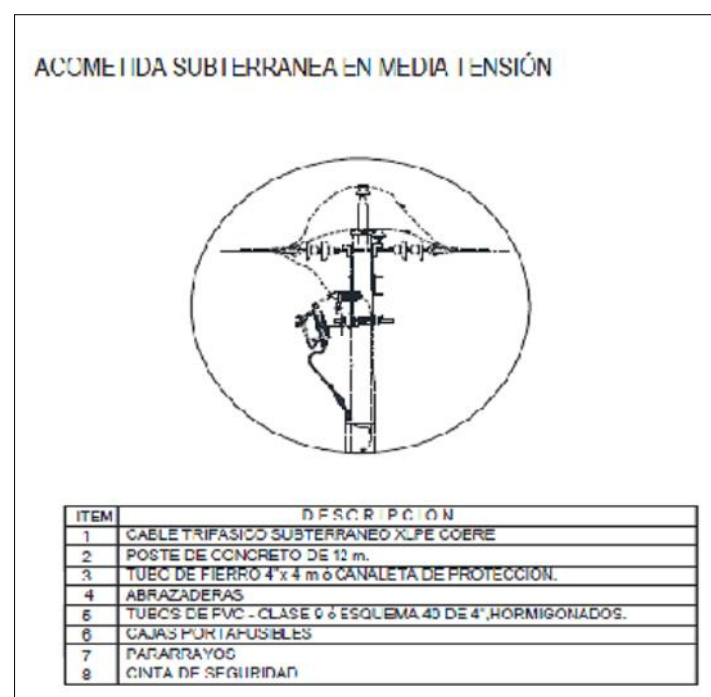 ACOMETIDA SUBTERRANEA EN MEDIA TENSIÓN
ITEM DESCRIPCION
1 CABLE TRIFASICO SUBTERRANEO XLPE COBRE
2 POSTE DE CONCRETO DE 12 m.
3 TUBO DE FIERRO 4"x 4 m ó CANALETA DE PROTECCION.
4 ABRAZADERAS
5 TUBOS DE PVC - CLASE 9 ó ESQUEMA 40 DE 4",HORMIGONADOS.
6 CAJAS PORTAFUSIBLES
7 PARARRAYOS
8 CINTA DE SEGURIDAD